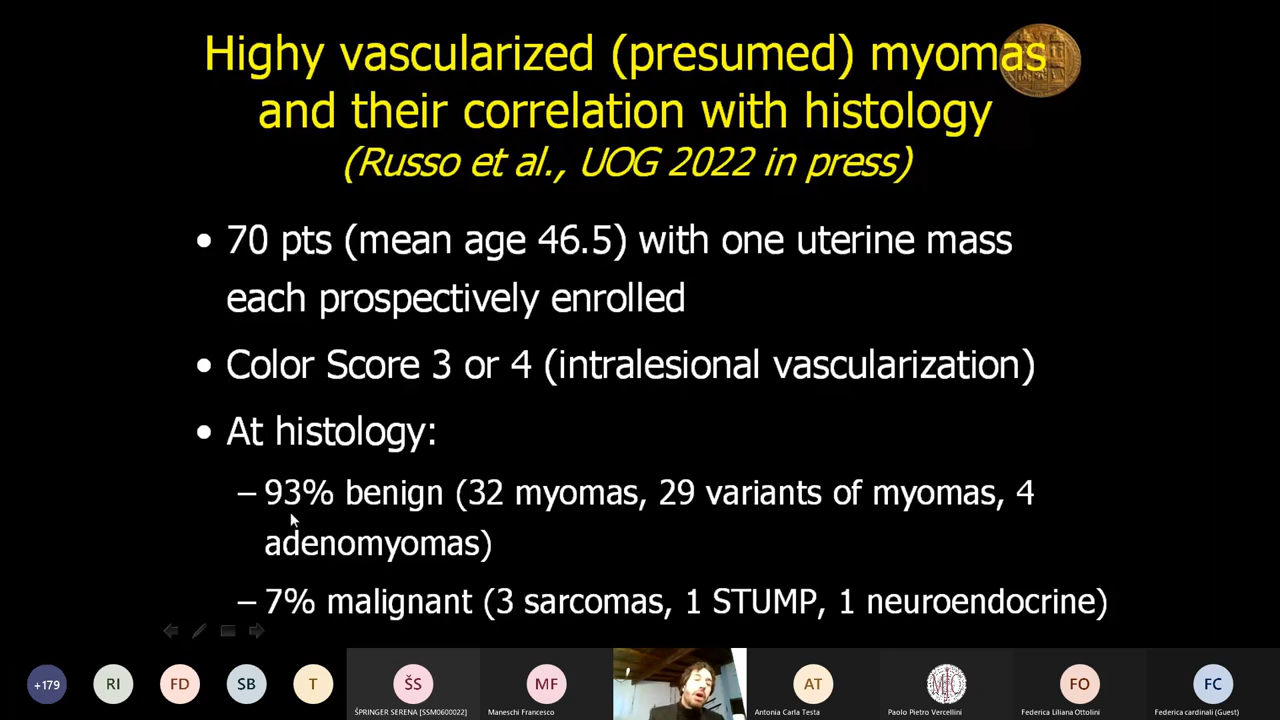 Highy vascularized (presumed) myomas
and their correlation with histology
(Russo et al., UOG 2022 in press)
• 70 pts (mean age 46.5) with one uterine mass
each prospectively enrolled
• Color Score 3 or 4 (intralesional vascularization)
• At histology:
– 93% benign (32 myomas, 29 variants of myomas, 4
adenomyomas)
– 7% malignant (3 sarcomas, 1 STUMP, 1 neuroendocrine)
+179
RI
FD
SB
T
ŠS
ŠPRINGER SERENA [SSM0600022]
MF
Maneschi Francesco
AT
Antonia Carla Testa
Paolo Pietro Vercellini
FO
Federica Liliana Ottolini
FC
Federica cardinali (Guest)